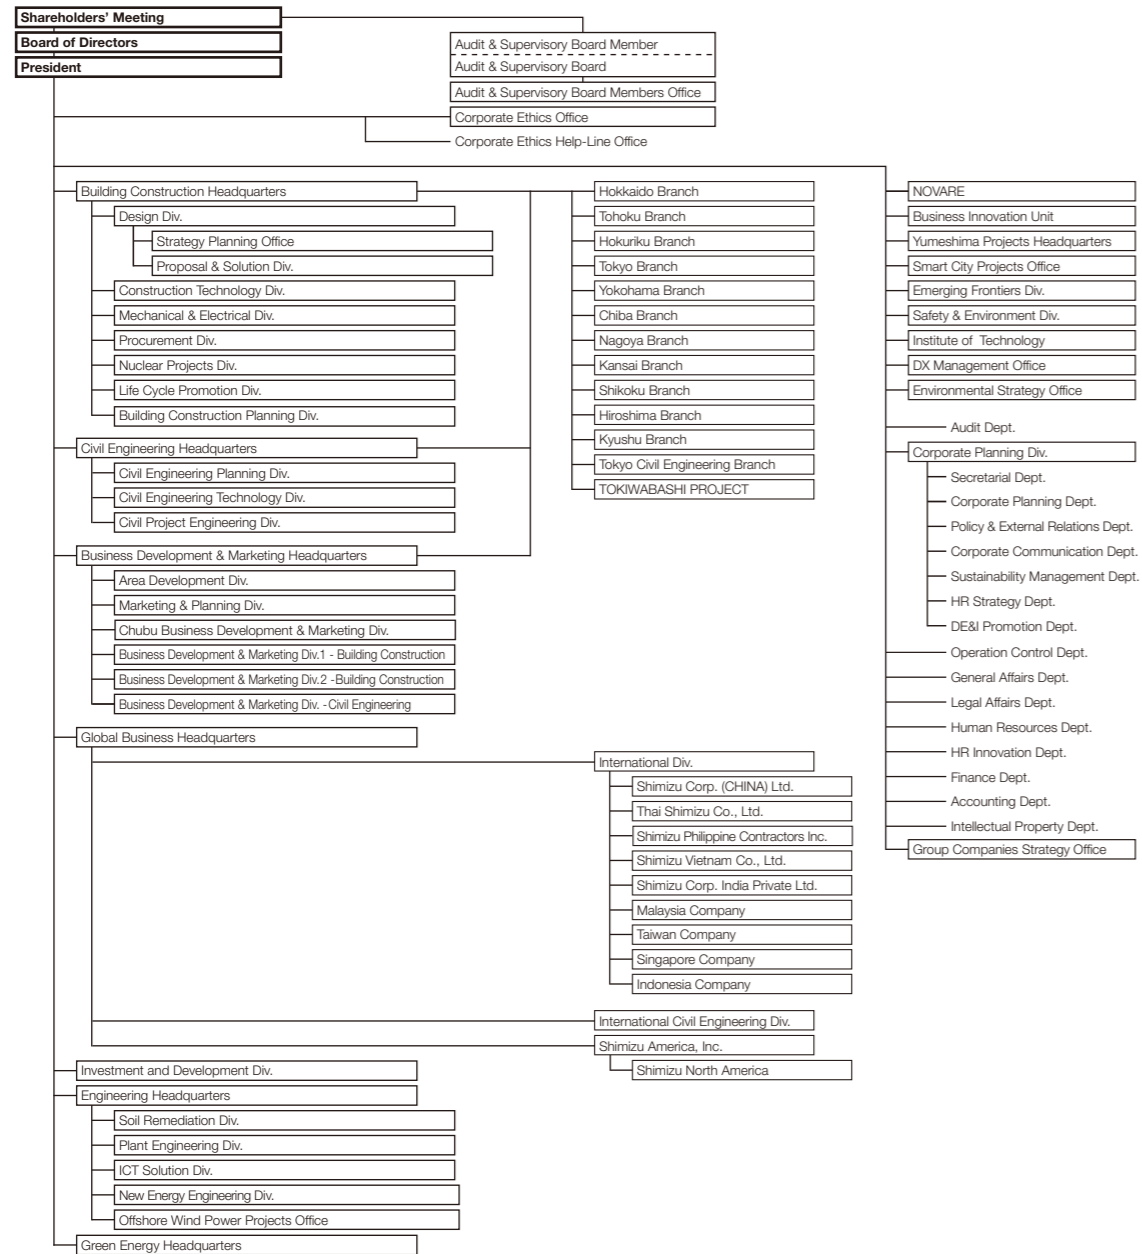 Shareholders' Meeting
Board of Directors
President
Audit & Supervisory Board Member
Audit & Supervisory Board
Audit & Supervisory Board Members Office
Corporate Ethics Office
Corporate Ethics Help-Line Office
Building Construction Headquarters
Design Div.
Strategy Planning Office
Proposal & Solution Div.
Construction Technology Div.
Mechanical & Electrical Div.
Procurement Div.
Nuclear Projects Div.
Life Cycle Promotion Div.
Building Construction Planning Div.
Civil Engineering Headquarters
Civil Engineering Planning Div.
Civil Engineering Technology Div.
Civil Project Engineering Div.
Business Development & Marketing Headquarters
Area Development Div.
Marketing & Planning Div.
Chubu Business Development & Marketing Div.
Business Development & Marketing Div.1 - Building Construction
Business Development & Marketing Div.2 -Building Construction
Business Development & Marketing Div. -Civil Engineering
Global Business Headquarters
Hokkaido Branch
Tohoku Branch
Hokuriku Branch
Tokyo Branch
Yokohama Branch
Chiba Branch
Nagoya Branch
Kansai Branch
Shikoku Branch
Hiroshima Branch
Kyushu Branch
Tokyo Civil Engineering Branch
TOKIWABASHI PROJECT
International Div.
Shimizu Corp. (CHINA) Ltd.
Thai Shimizu Co., Ltd.
Shimizu Philippine Contractors Inc.
Shimizu Vietnam Co., Ltd.
Shimizu Corp. India Private Ltd.
Malaysia Company
Taiwan Company
Singapore Company
Indonesia Company
International Civil Engineering Div.
Shimizu America, Inc.
Shimizu North America
Investment and Development Div.
Engineering Headquarters
Soil Remediation Div.
Plant Engineering Div.
ICT Solution Div.
New Energy Engineering Div.
Offshore Wind Power Projects Office
Green Energy Headquarters
NOVARE
Business Innovation Unit
Yumeshima Projects Headquarters
Smart City Projects Office
Emerging Frontiers Div.
Safety & Environment Div.
Institute of Technology
DX Management Office
Environmental Strategy Office
Audit Dept.
Corporate Planning Div.
Secretarial Dept.
Corporate Planning Dept.
Policy & External Relations Dept.
Corporate Communication Dept.
Sustainability Management Dept.
HR Strategy Dept.
DE&I Promotion Dept.
Operation Control Dept.
General Affairs Dept.
Legal Affairs Dept.
Human Resources Dept.
HR Innovation Dept.
Finance Dept.
Accounting Dept.
Intellectual Property Dept.
Group Companies Strategy Office